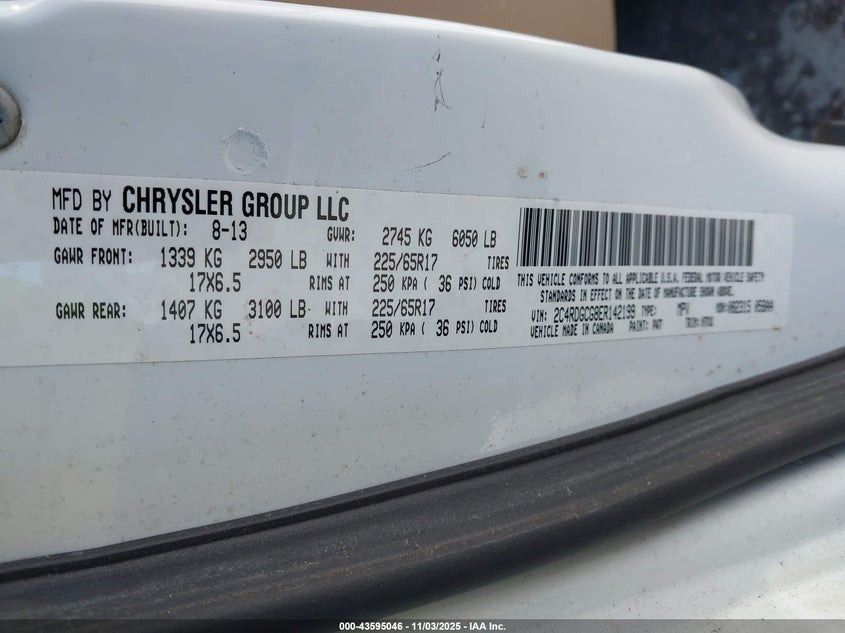 MFD BY CHRYSLER GROUP LLC
DATE OF MFR(BUILT): 8-13 GVWR: 2745 KG 6050 LB
GAWR FRONT: 1339 KG 2950 LB WITH 225/65R17 TIRES
17X6.5 RIMS AT 250 KPA ( 36 PSI) COLD
GAWR REAR: 1407 KG 3100 LB WITH 225/65R17 TIRES
17X6.5 RIMS AT 250 KPA ( 36 PSI) COLD
THIS VEHICLE CONFORMS TO ALL APPLICABLE U.S.A. FEDERAL MOTOR VEHICLE SAFETY
STANDARDS IN EFFECT ON THE DATE OF MANUFACTURE SHOWN ABOVE.
VIN: 2C4RDGCG8ER142139 TYPE: MPV
VEHICLE MADE IN CANADA PAINT: PW7 TRIM:
000-43595046 - 11/03/2025 - IAA Inc.